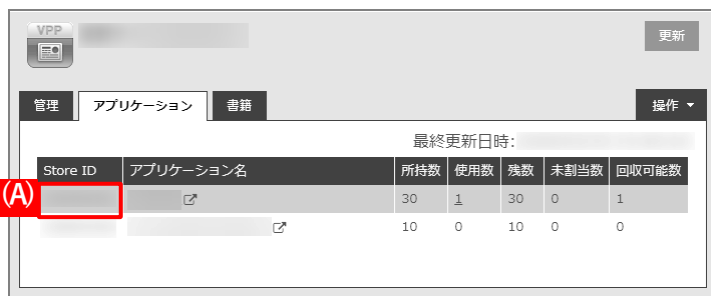 VPP
更新
管理 アプリケーション 書籍 操作
最終更新日時:
Store ID アプリケーション名 所持数 使用数 残数 未割当数 回収可能数
(A)
30 1 30 0 1
10 0 10 0 0